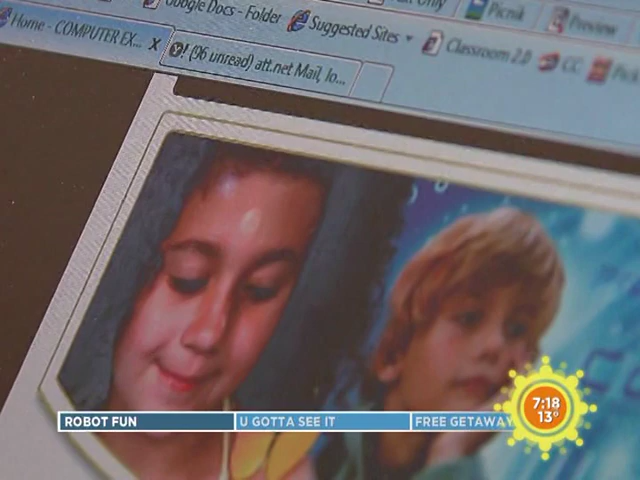 Google Docs - Folder
Suggested Sites
Picnik
Preview
Classroom 2.0
CC
Home - COMPUTER EX... X
Y! (96 unread) att.net Mail, lo...
ROBOT FUN
U GOTTA SEE IT
FREE GETAWAY
7:18
13°